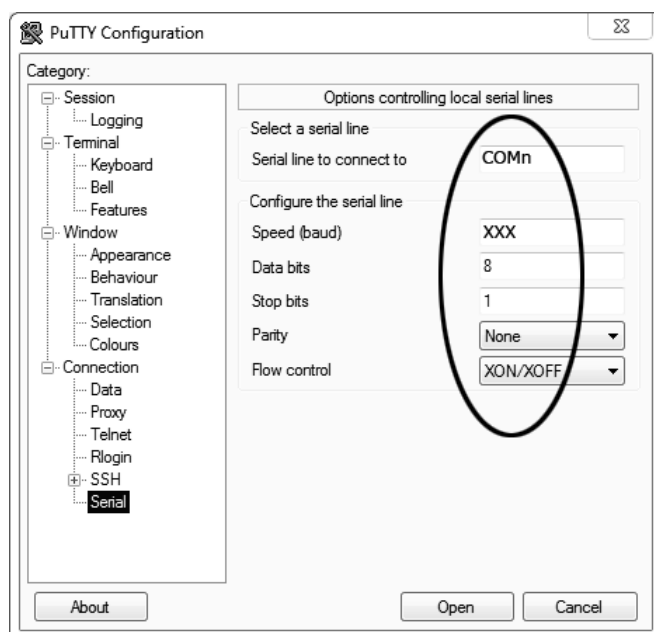 PuTTY Configuration
Category:
Session
Logging
Terminal
Keyboard
Bell
Features
Window
Appearance
Behaviour
Translation
Selection
Colours
Connection
Data
Proxy
Telnet
Rlogin
SSH
Serial
Options controlling local serial lines
Select a serial line
Serial line to connect to COMn
Configure the serial line
Speed (baud) XXX
Data bits 8
Stop bits 1
Parity None
Flow control XON/XOFF
About Open Cancel